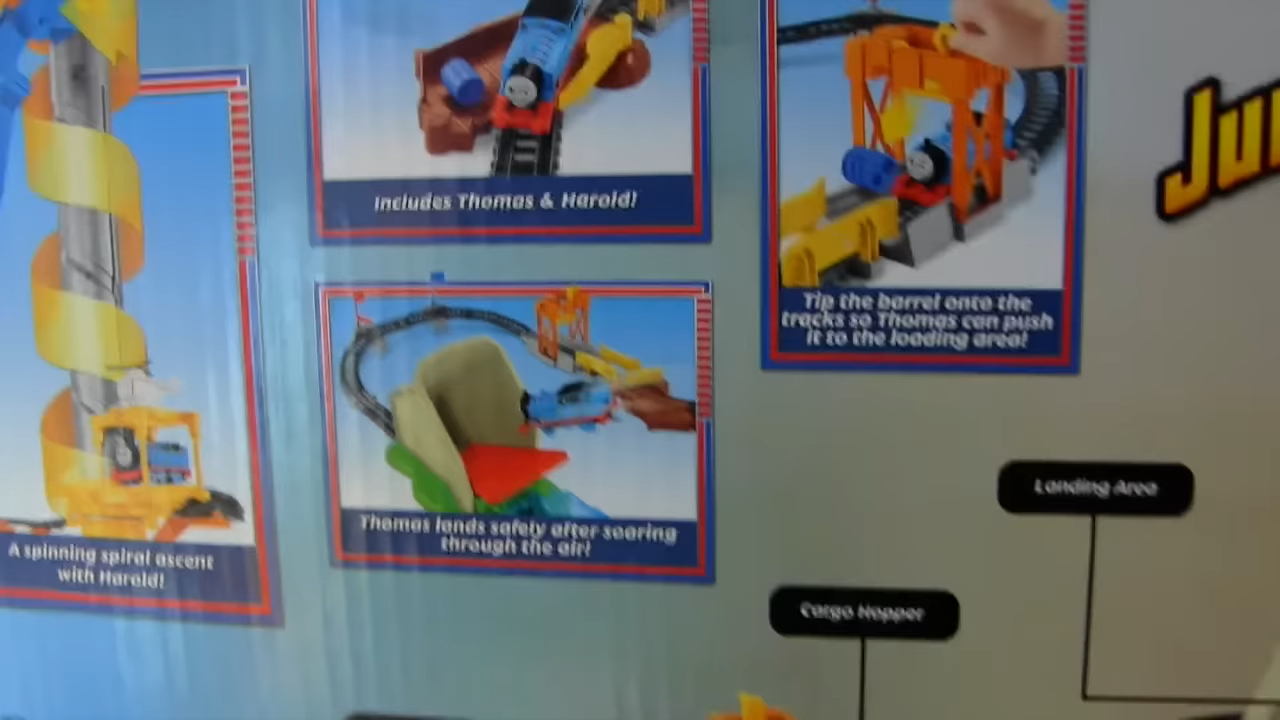 Includes Thomas & Harold!
Tip the barrel onto the
tracks so Thomas can push
it to the loading area!
Thomas lands safely after soaring
through the air!
A spinning spiral ascent
with Harold!
Landing Area
Cargo Hopper